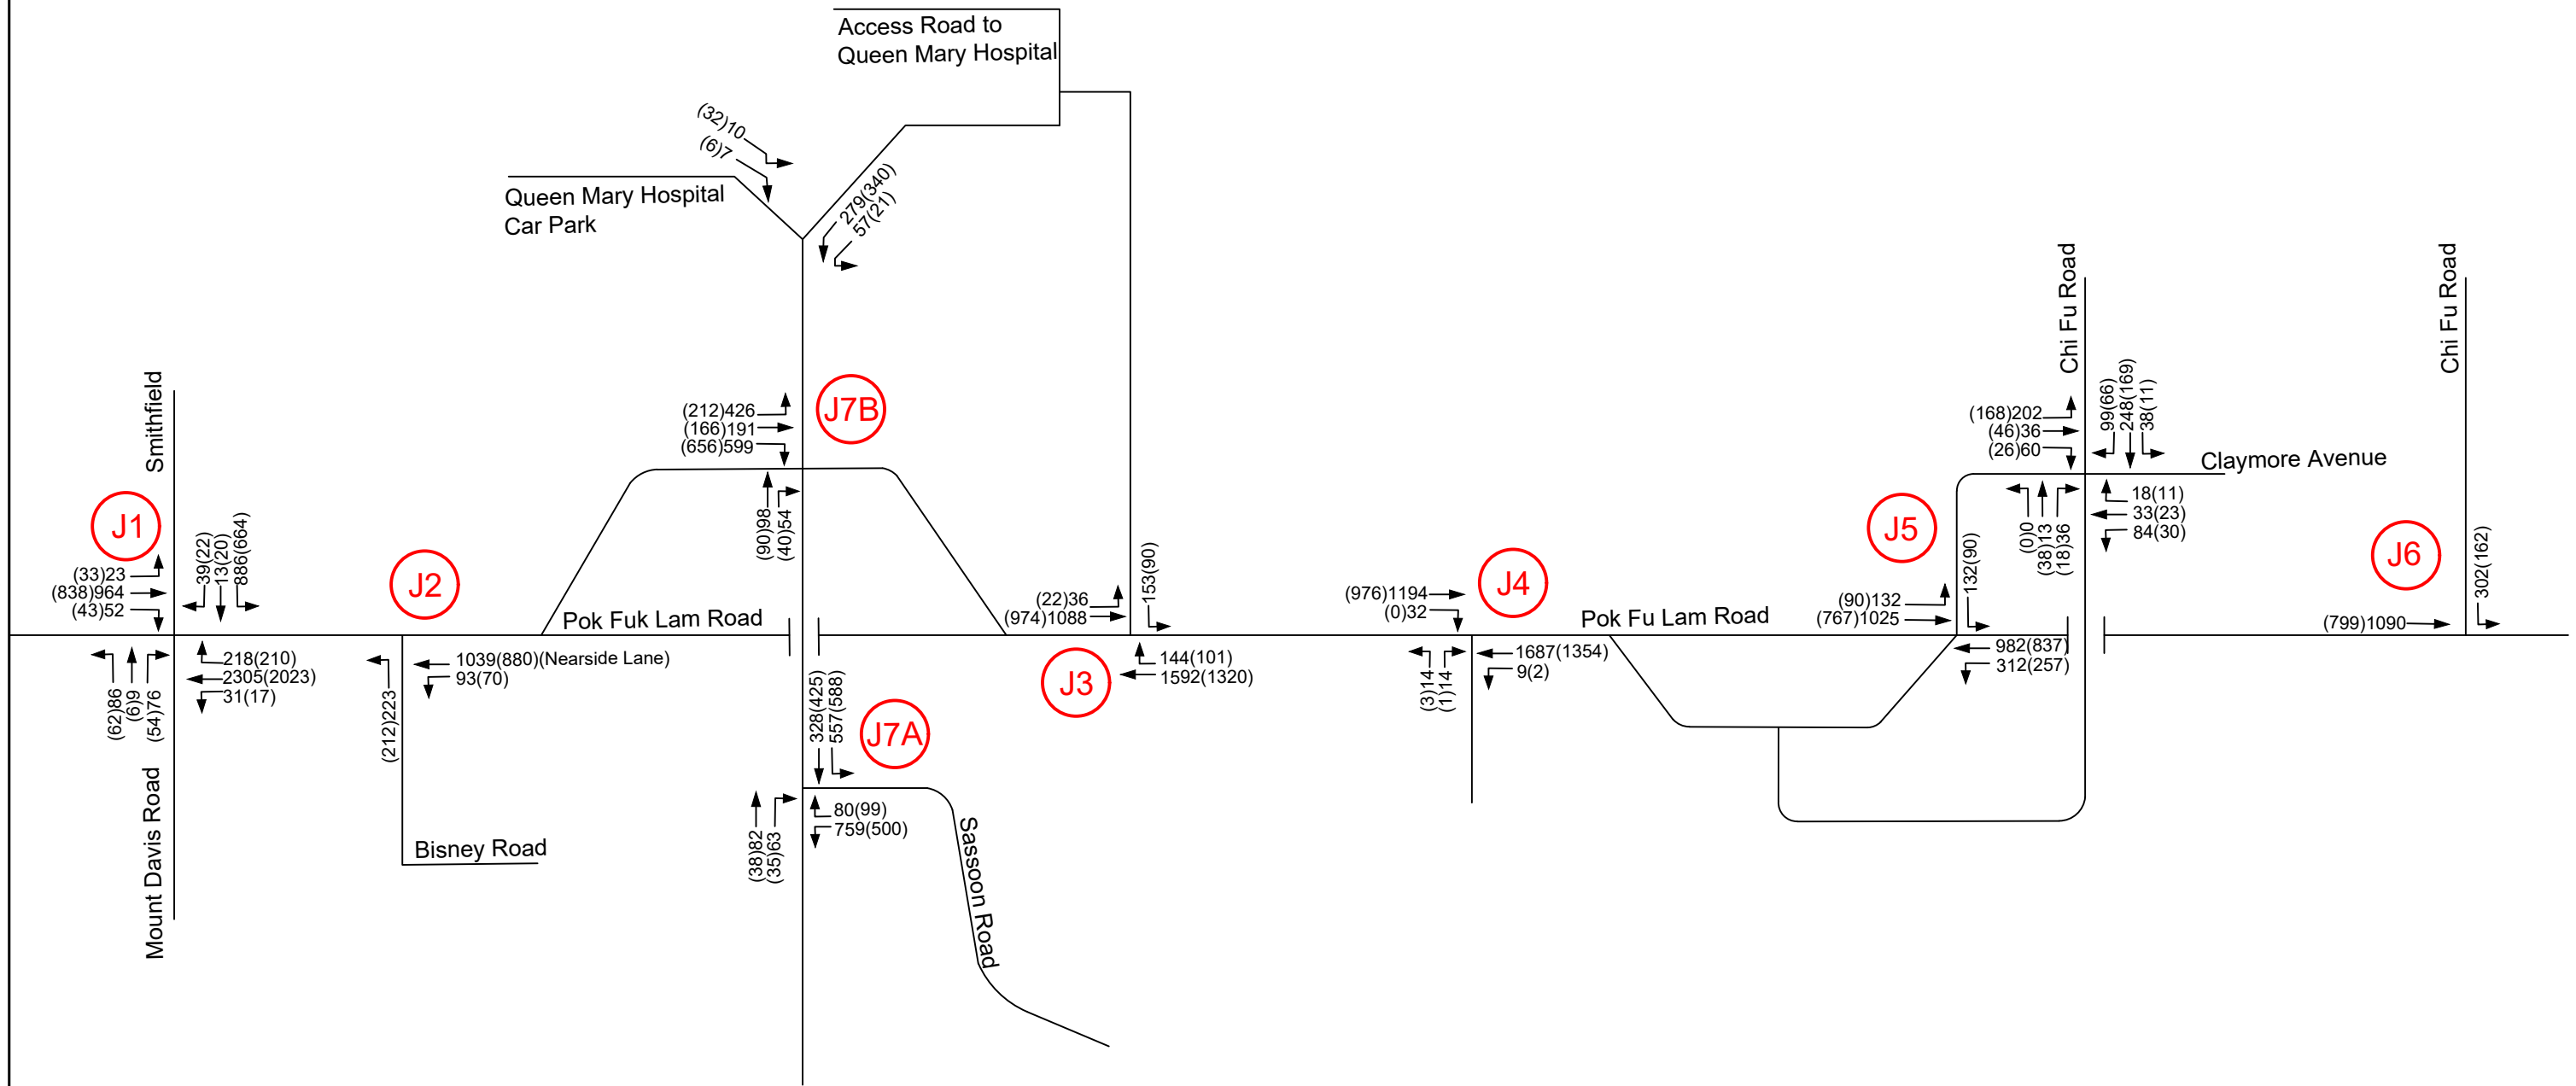 Access Road to
Queen Mary Hospital
(32)10
(6)7
Queen Mary Hospital
Car Park
279(340)
57(21)
Smithfield
J1
(33)23
(838)964
(43)52
39(22)
13(20)
886(664)
218(210)
2305(2023)
31(17)
(62)86
(6)9
(54)76
Mount Davis Road
J2
1039(880)(Nearside Lane)
93(70)
(212)223
Bisney Road
Pok Fuk Lam Road
J7B
(212)426
(166)191
(656)599
(90)98
(40)54
328(425)
557(588)
J7A
80(99)
759(500)
(38)82
(35)63
Sassoon Road
(22)36
(974)1088
153(90)
J3
144(101)
1592(1320)
J4
(976)1194
(0)32
1687(1354)
9(2)
(3)14
(1)14
Pok Fu Lam Road
J5
(90)132
(767)1025
132(90)
982(837)
312(257)
Chi Fu Road
(168)202
(46)36
(26)60
99(66)
248(169)
38(11)
Claymore Avenue
18(11)
33(23)
84(30)
(0)0
(38)13
(18)36
Chi Fu Road
J6
302(162)
(799)1090